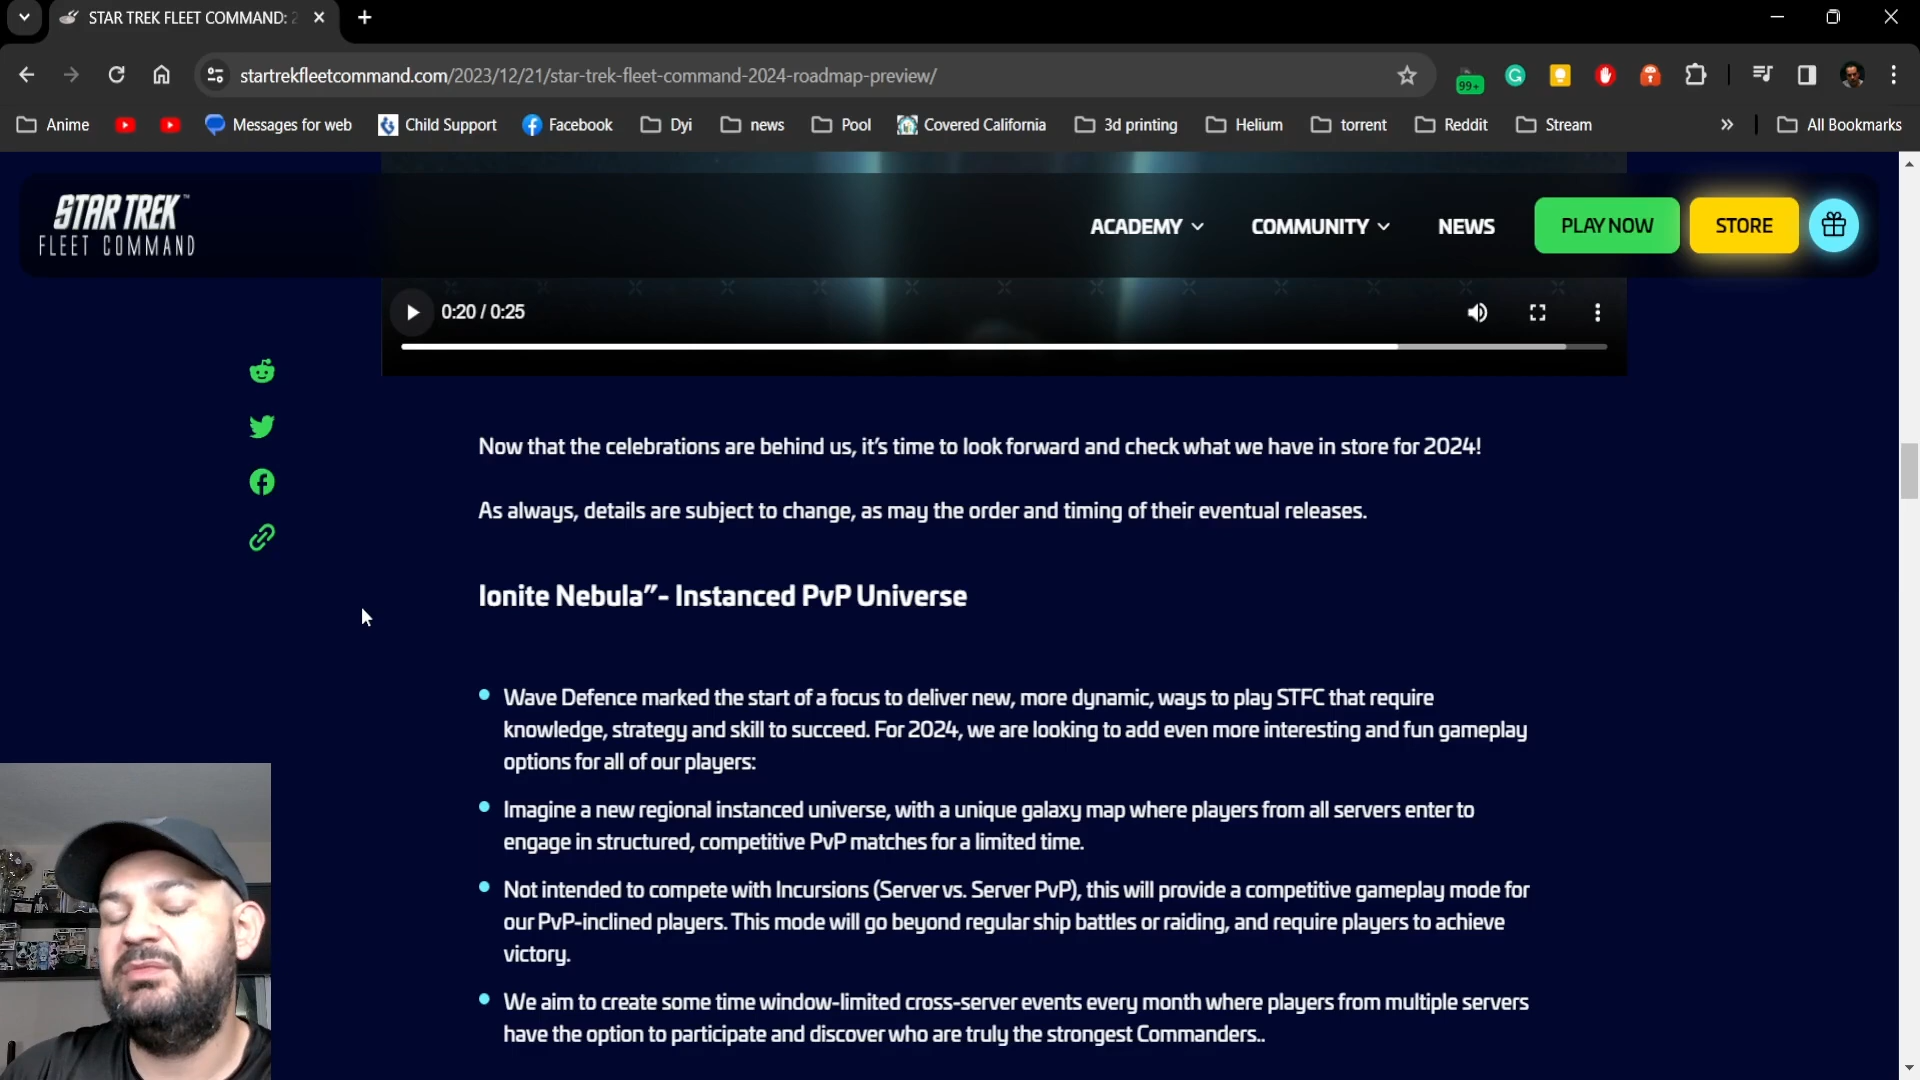 STAR TREK FLEET COMMAND: 2
startrekfleetcommand.com/2023/12/21/star-trek-fleet-command-2024-roadmap-preview/
99+
Anime
Messages for web
Child Support
Facebook
Dyi
news
Pool
Covered California
3d printing
Helium
torrent
Reddit
Stream
»
All Bookmarks
STAR TREK™
FLEET COMMAND
ACADEMY
COMMUNITY
NEWS
PLAY NOW
STORE
0:20 / 0:25
Now that the celebrations are behind us, it’s time to look forward and check what we have in store for 2024!
As always, details are subject to change, as may the order and timing of their eventual releases.
Ionite Nebula”- Instanced PvP Universe
Wave Defence marked the start of a focus to deliver new, more dynamic, ways to play STFC that require
knowledge, strategy and skill to succeed. For 2024, we are looking to add even more interesting and fun gameplay
options for all of our players:
Imagine a new regional instanced universe, with a unique galaxy map where players from all servers enter to
engage in structured, competitive PvP matches for a limited time.
Not intended to compete with Incursions (Server vs. Server PvP), this will provide a competitive gameplay mode for
our PvP-inclined players. This mode will go beyond regular ship battles or raiding, and require players to achieve
victory.
We aim to create some time window-limited cross-server events every month where players from multiple servers
have the option to participate and discover who are truly the strongest Commanders..